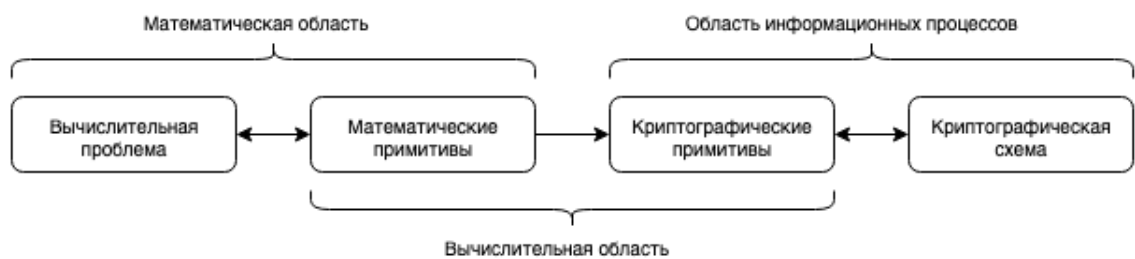 Математическая область
Область информационных процессов
Вычислительная
проблема
Математические
примитивы
Криптографические
примитивы
Криптографическая
схема
Вычислительная область